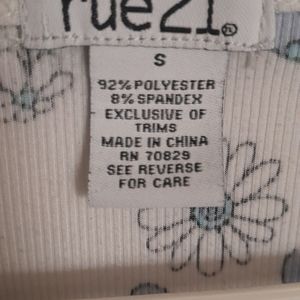 rue21®
S
92% POLYESTER
8% SPANDEX
EXCLUSIVE OF
TRIMS
MADE IN CHINA
RN 70829
SEE REVERSE
FOR CARE